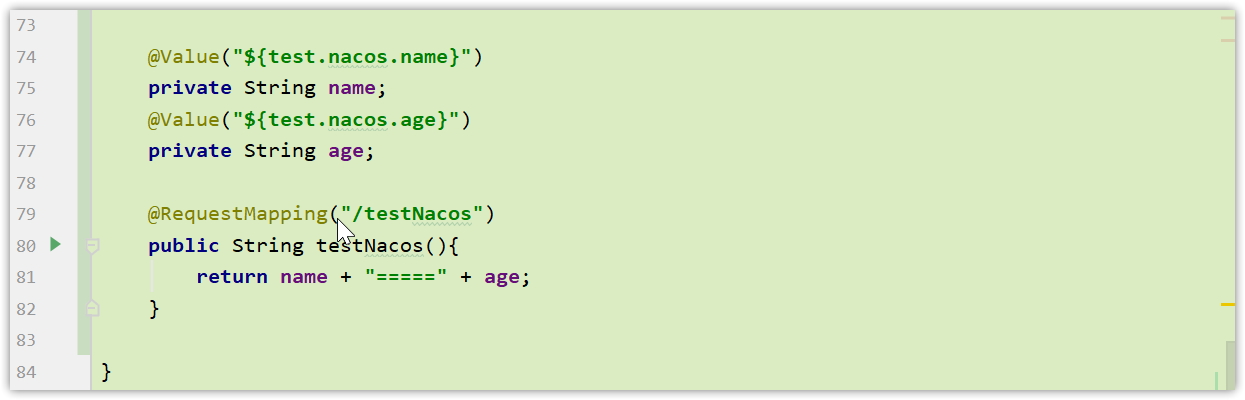 73
74 @Value("${test.nacos.name}")
75 private String name;
76 @Value("${test.nacos.age}")
77 private String age;
78
79 @RequestMapping("/testNacos")
80 public String testNacos(){
81 return name + "=====" + age;
82 }
83
84 }